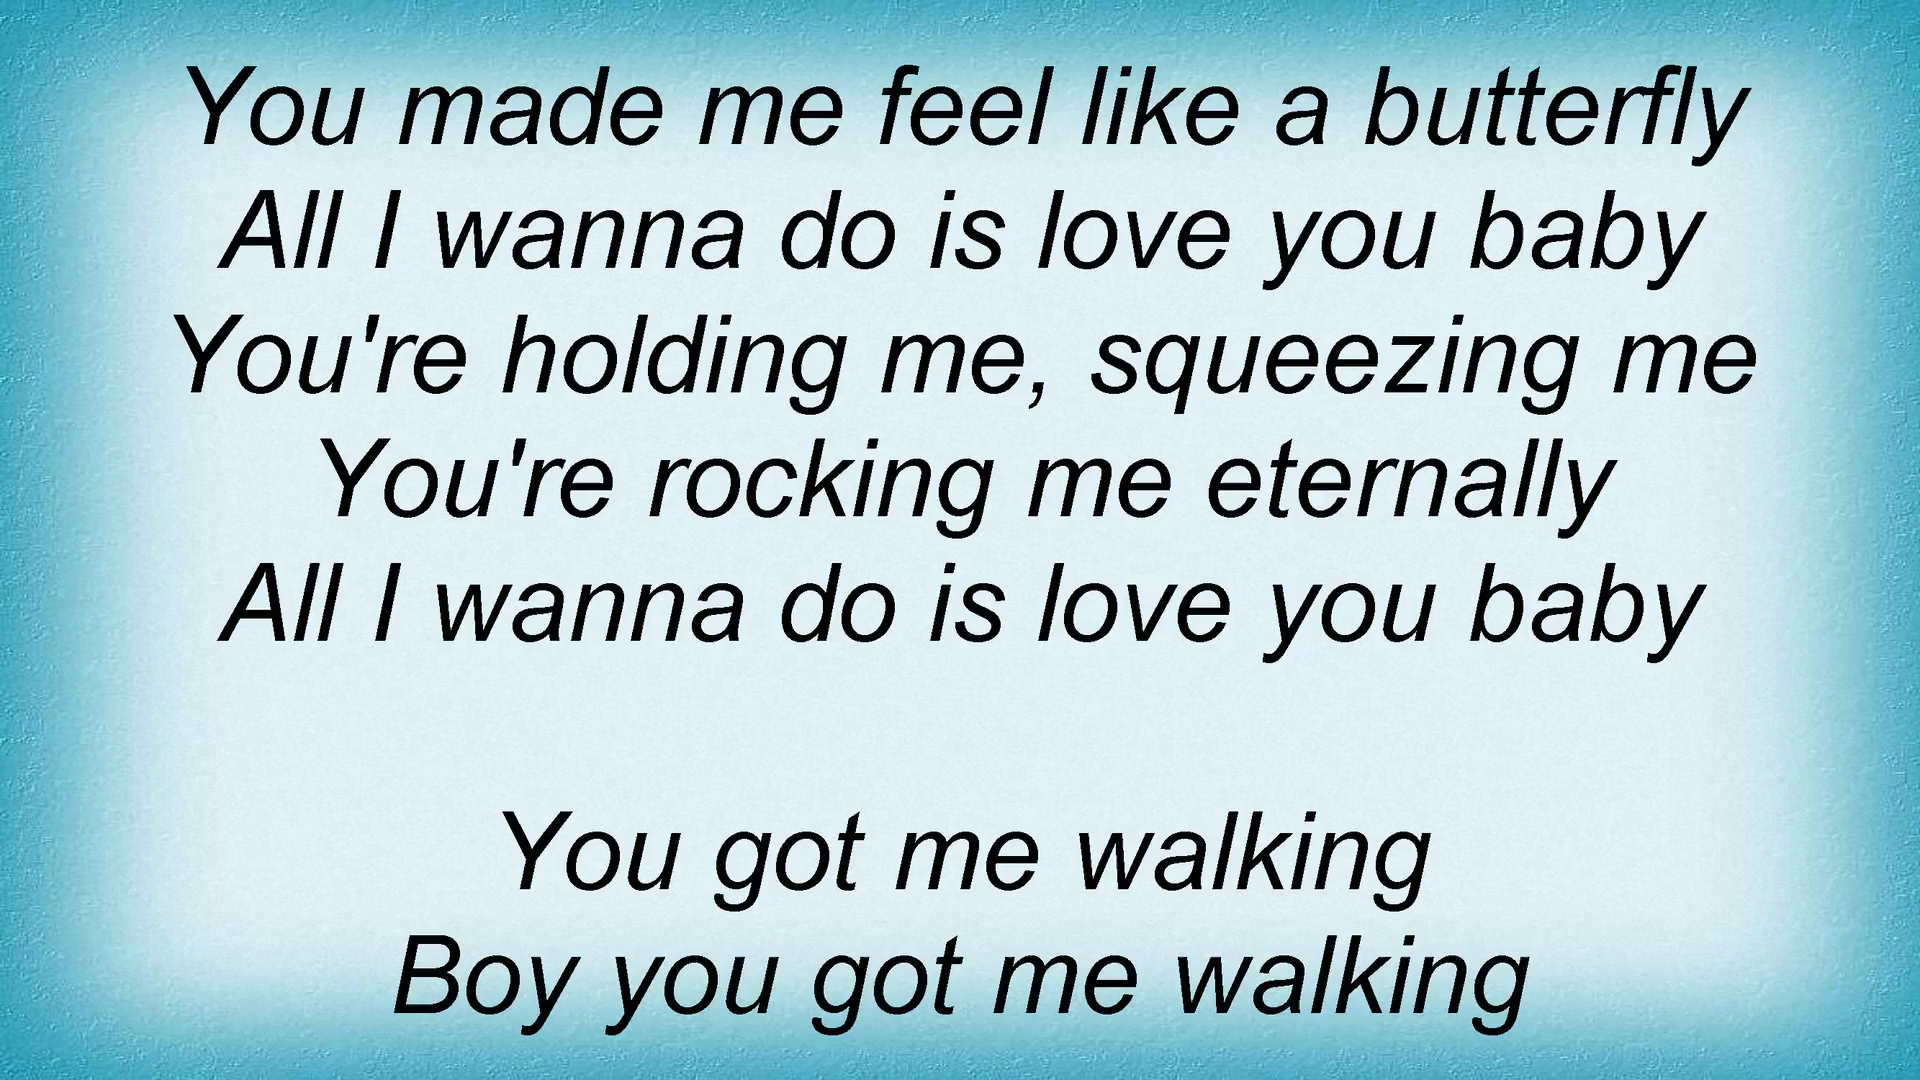 You made me feel like a butterfly
All I wanna do is love you baby
You're holding me, squeezing me
You're rocking me eternally
All I wanna do is love you baby
You got me walking
Boy you got me walking